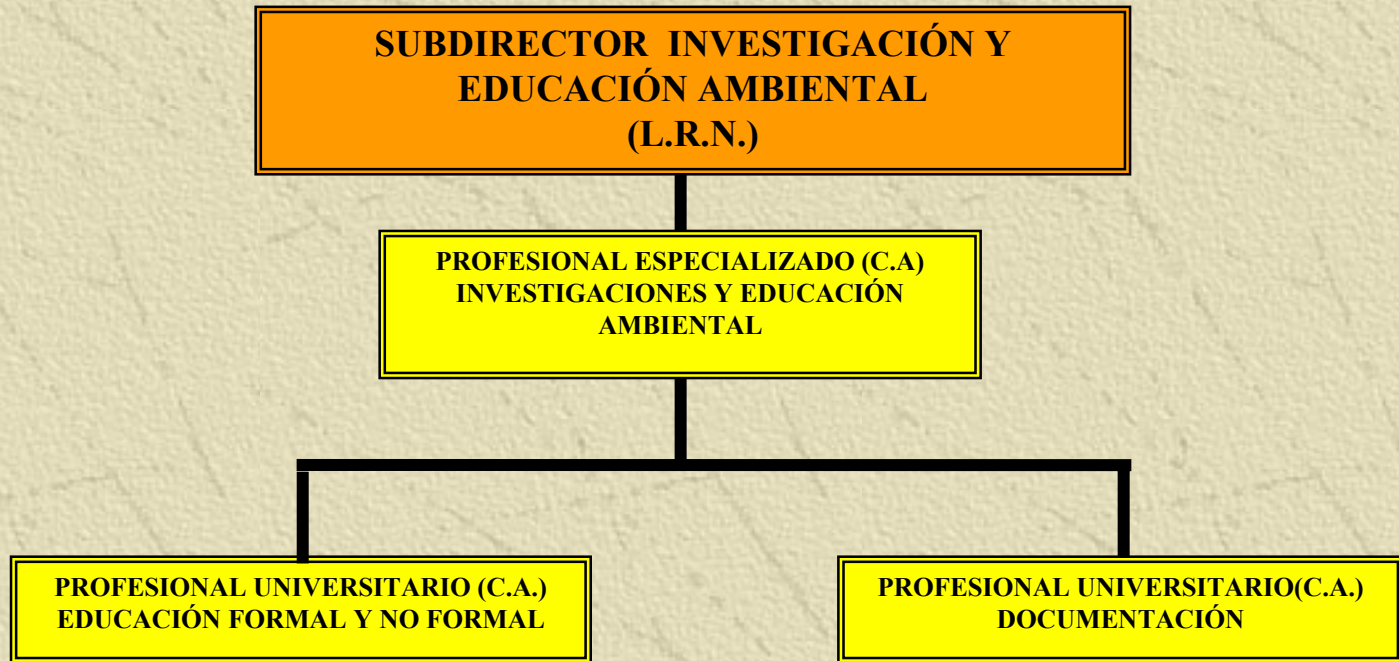 SUBDIRECTOR INVESTIGACIÓN Y
EDUCACIÓN AMBIENTAL
(L.R.N.)
PROFESIONAL ESPECIALIZADO (C.A)
INVESTIGACIONES Y EDUCACIÓN
AMBIENTAL
PROFESIONAL UNIVERSITARIO (C.A.)
EDUCACIÓN FORMAL Y NO FORMAL
PROFESIONAL UNIVERSITARIO(C.A.)
DOCUMENTACIÓN